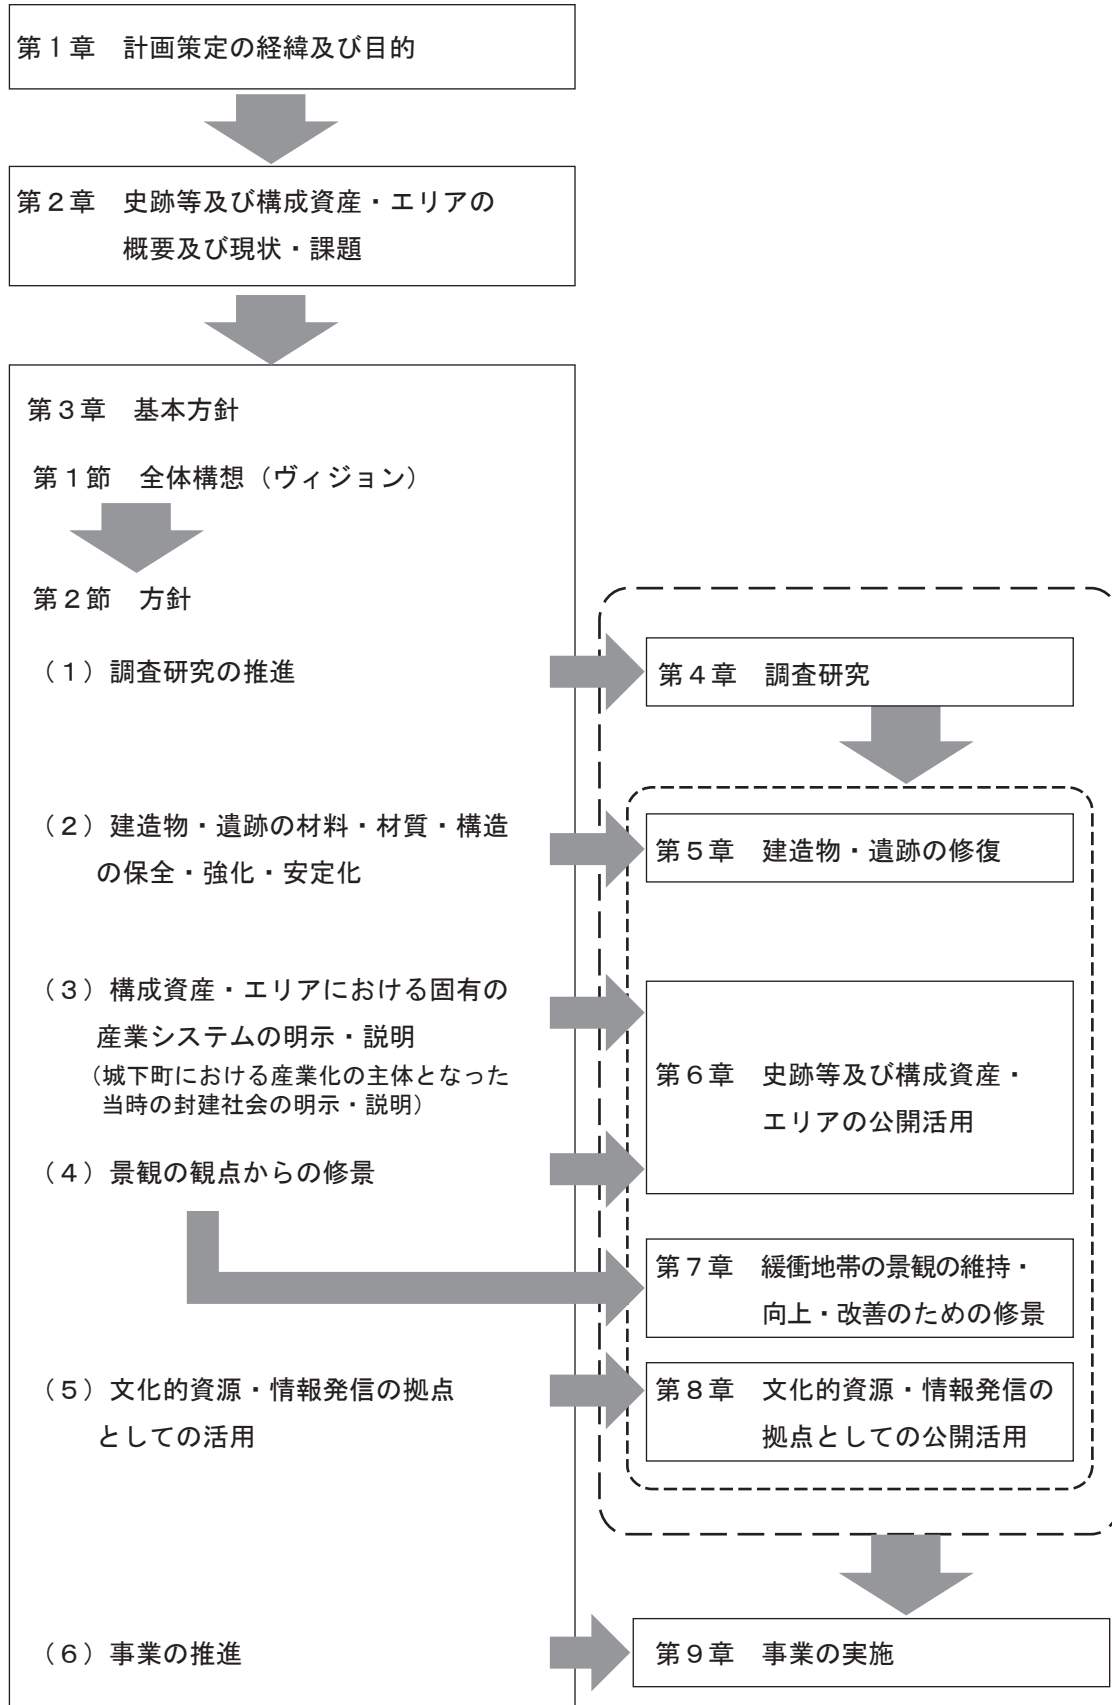 第１章　計画策定の経緯及び目的
第２章　史跡等及び構成資産・エリアの
概要及び現状・課題
第３章　基本方針
第１節　全体構想（ヴィジョン）
第２節　方針
（１）調査研究の推進
第４章　調査研究
（２）建造物・遺跡の材料・材質・構造
の保全・強化・安定化
第５章　建造物・遺跡の修復
（３）構成資産・エリアにおける固有の
産業システムの明示・説明
（城下町における産業化の主体となった
当時の封建社会の明示・説明）
第６章　史跡等及び構成資産・
エリアの公開活用
（４）景観の観点からの修景
第７章　緩衝地帯の景観の維持・
向上・改善のための修景
（５）文化的資源・情報発信の拠点
としての活用
第８章　文化的資源・情報発信の
拠点としての公開活用
（６）事業の推進
第９章　事業の実施